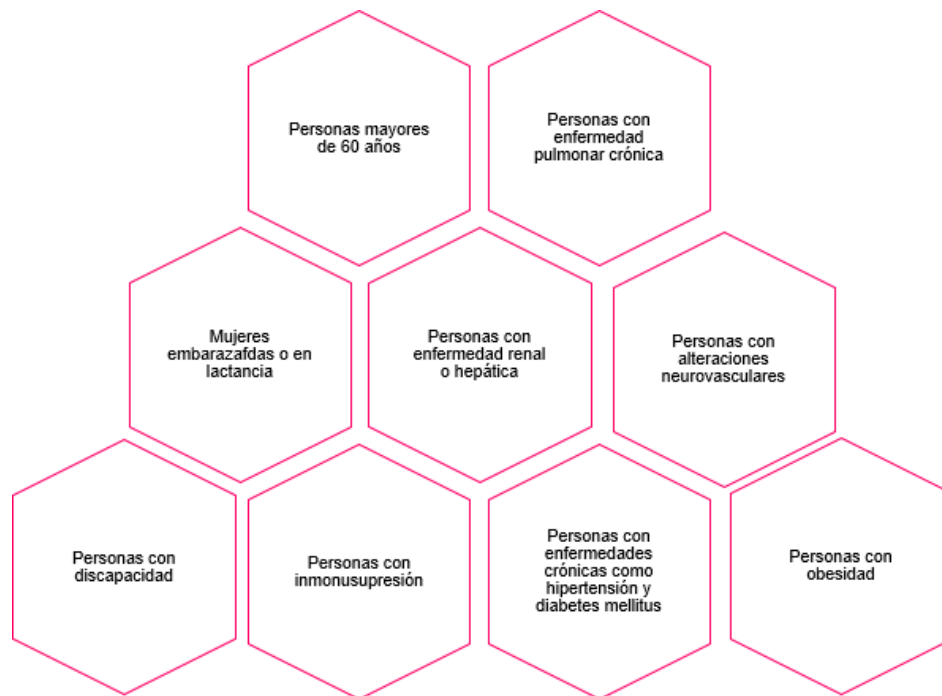 Personas mayores
de 60 años
Personas con
enfermedad
pulmonar crónica
Mujeres
embarazafdas o en
lactancia
Personas con
enfermedad renal
o hepática
Personas con
alteraciones
neurovasculares
Personas con
discapacidad
Personas con
inmonusupresión
Personas con
enfermedades
crónicas como
hipertensión y
diabetes mellitus
Personas con
obesidad